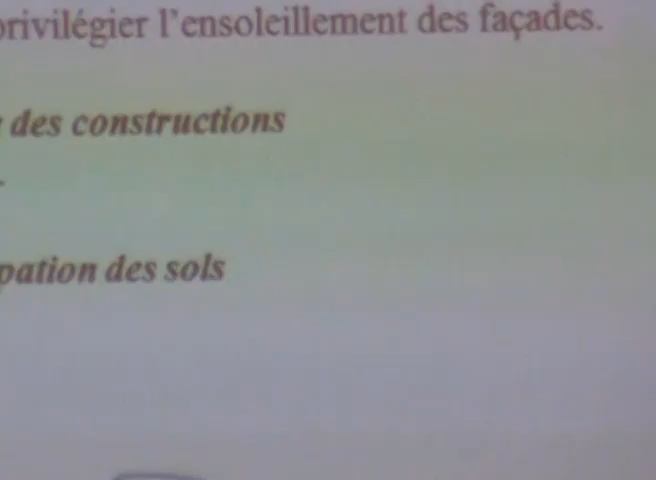 privilégier l'ensoleillement des façades.
des constructions
pation des sols